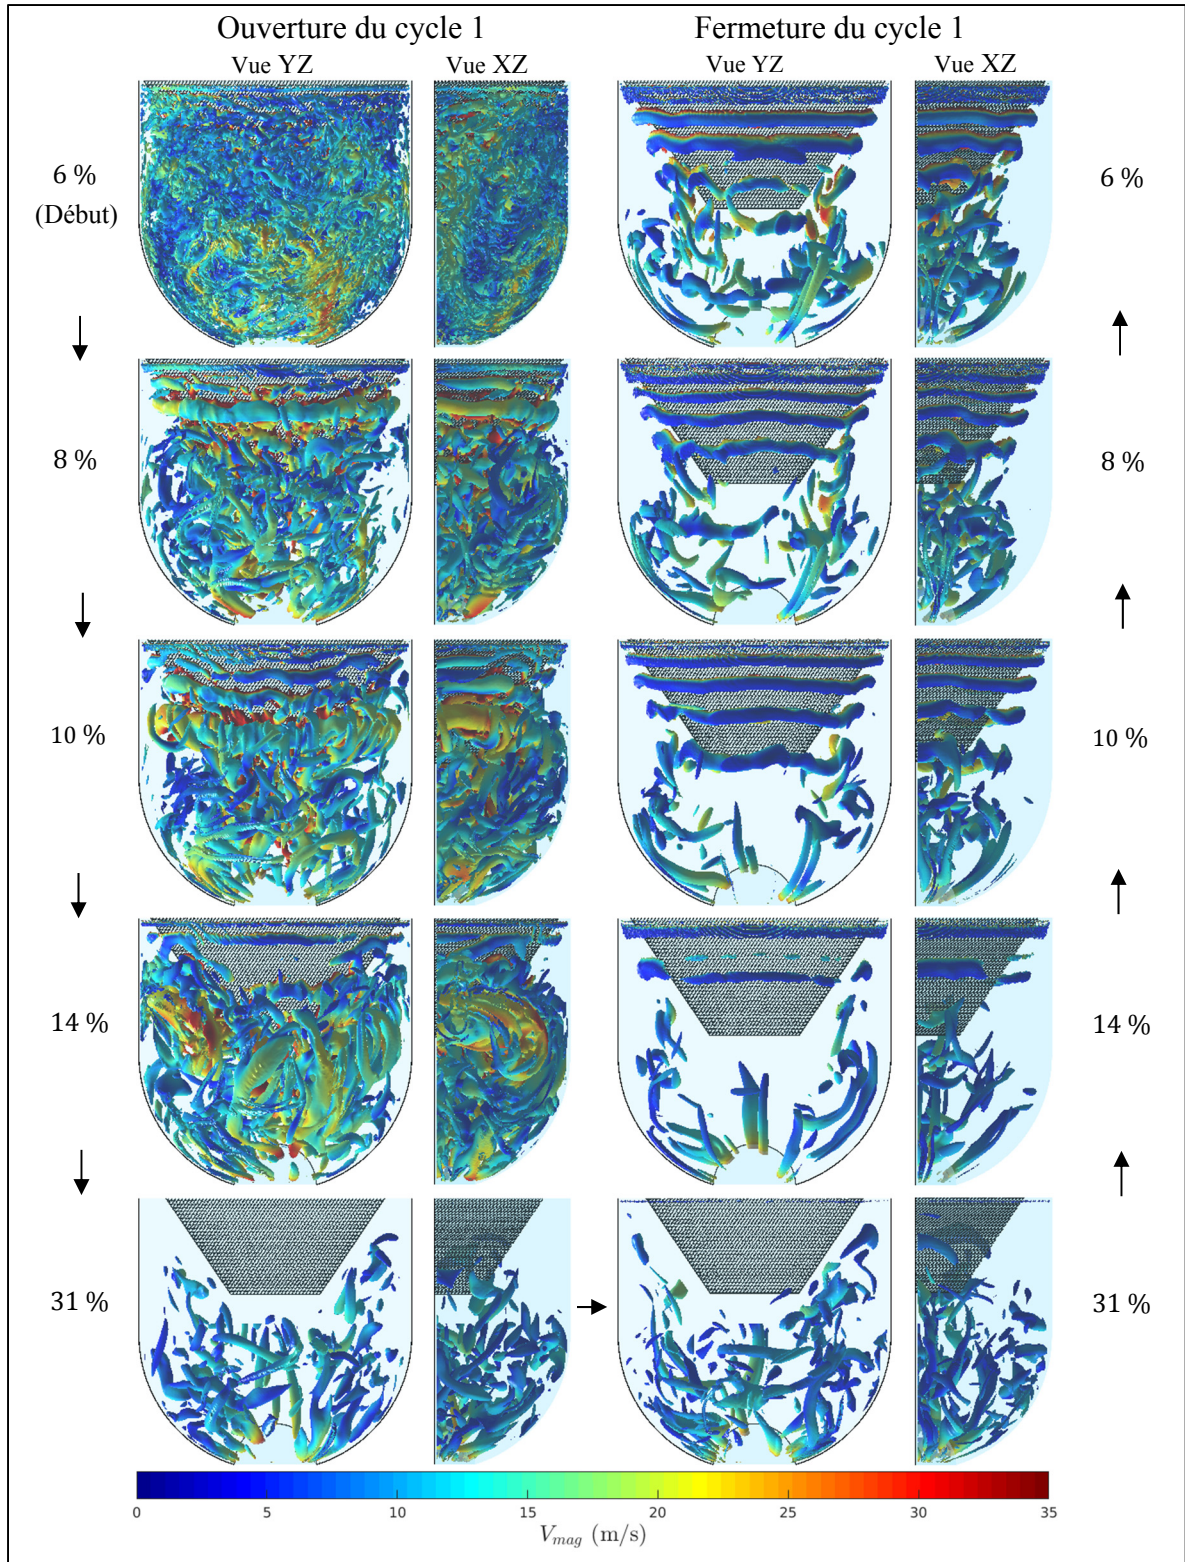 Ouverture du cycle 1
Fermeture du cycle 1
Vue YZ
Vue XZ
Vue YZ
Vue XZ
6 %
(Début)
6 %
8 %
8 %
10 %
10 %
14 %
14 %
31 %
31 %
0 5 10 15 20 25 30 35
V_mag (m/s)